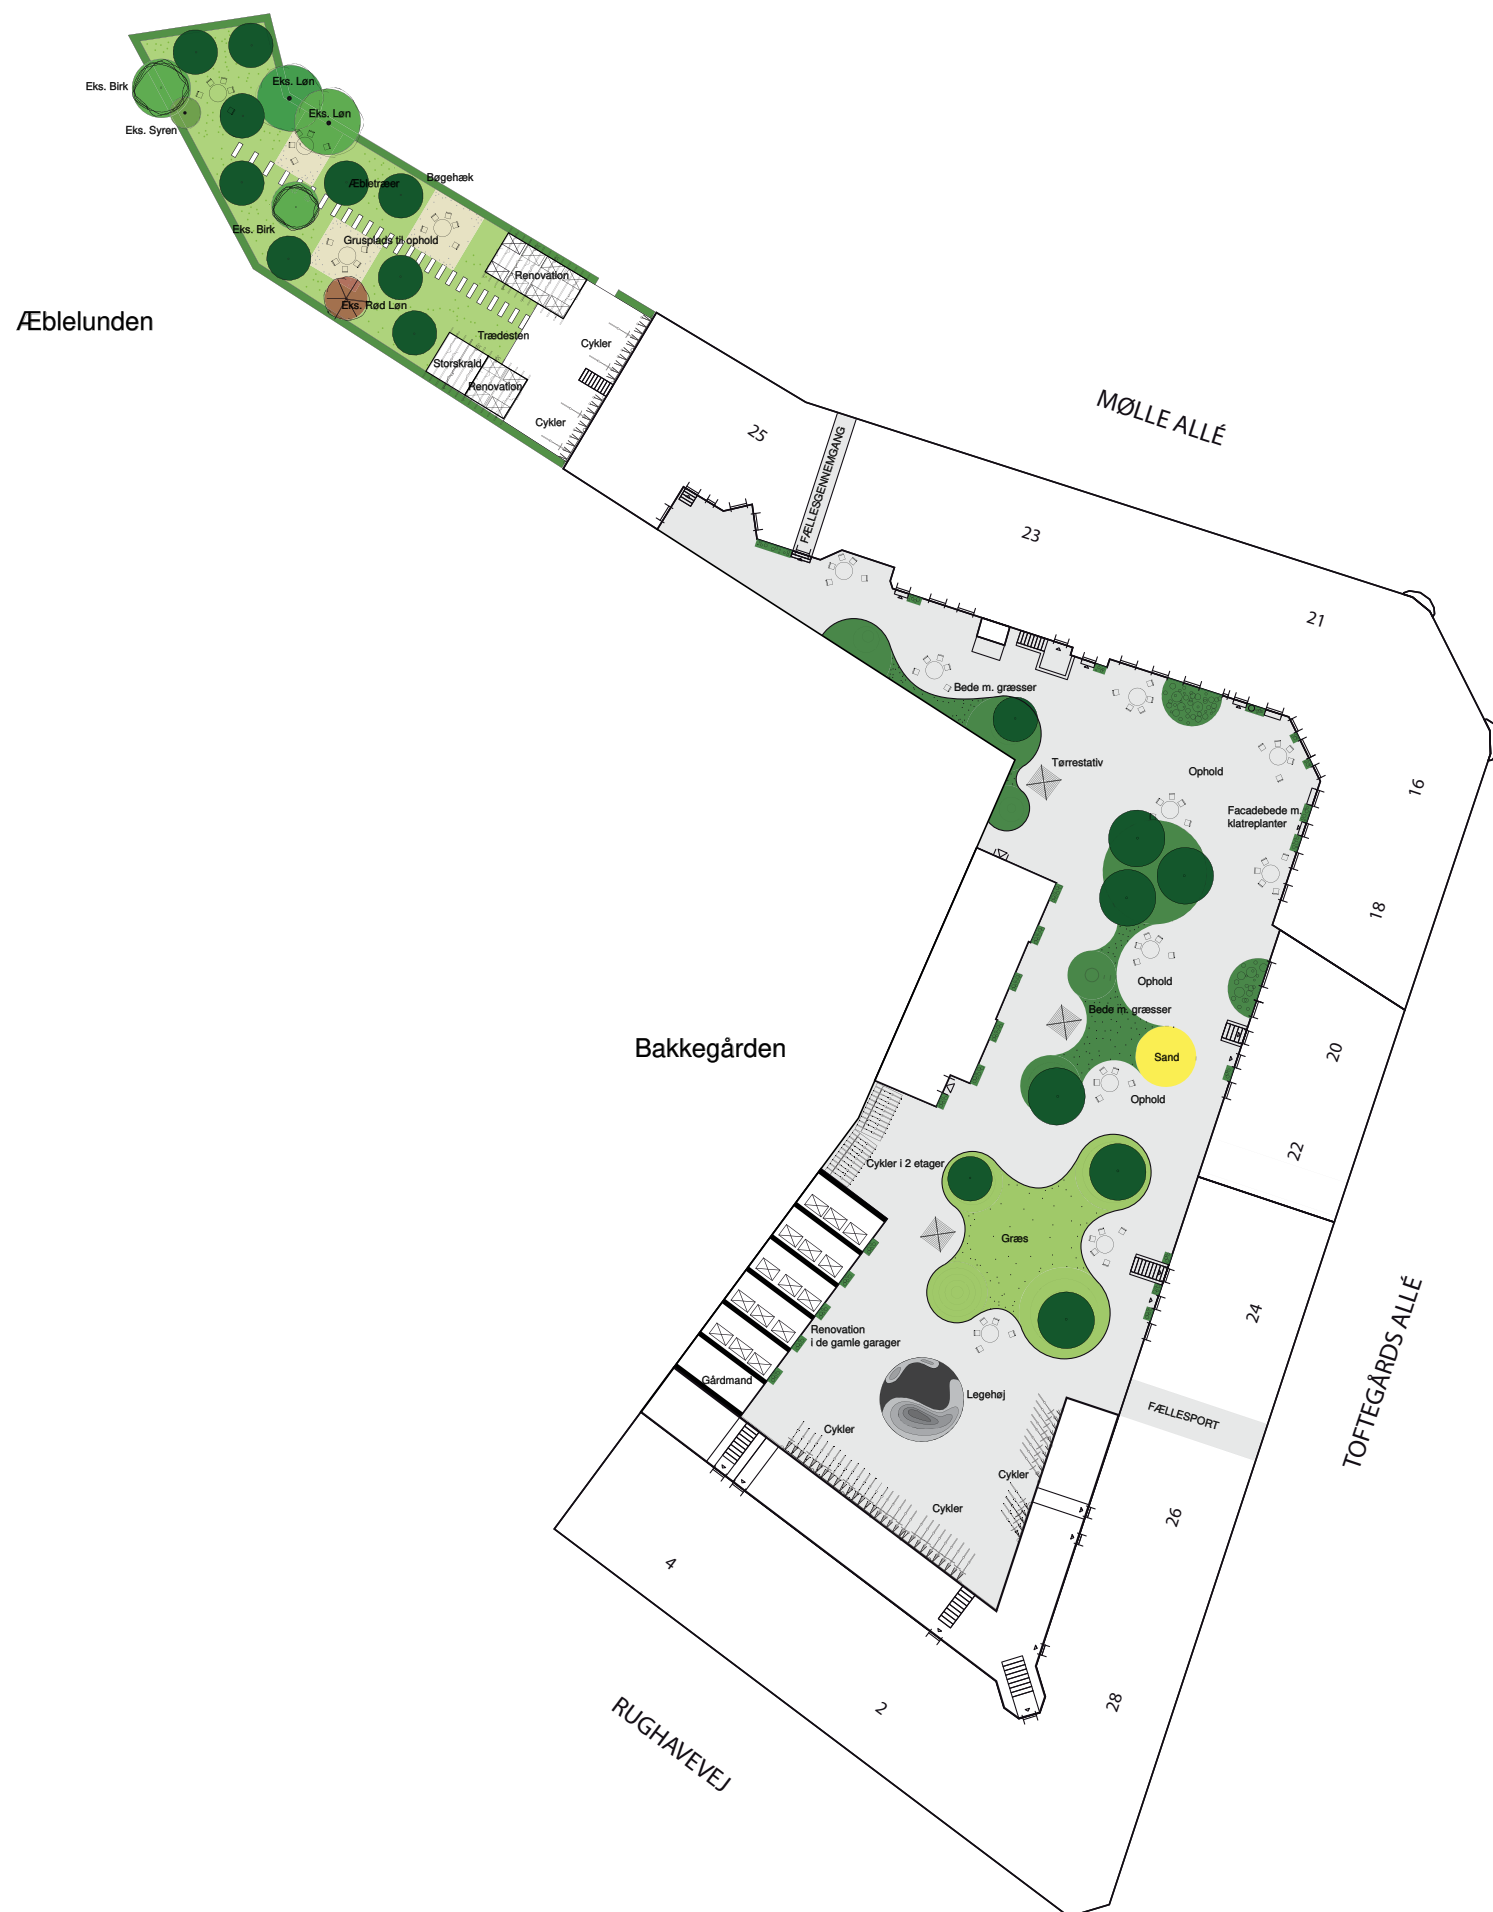 Eks. Birk
Eks. Løn
Eks. Løn
Eks. Syren
Bøgehæk
Æbletræer
Eks. Birk
Grusplads til ophold
Renovation
Eks. Rød Løn
Æblelunden
Trædesten
Cykler
Storskrald
Renovation
Cykler
MØLLE ALLÉ
25
FÆLLESGENNEMGANG
23
21
Bede m. græsser
Tørrestativ
Ophold
16
Facadebede m.
klatreplanter
18
Ophold
Bede m. græsser
Bakkegården
20
Sand
Ophold
22
Cykler i 2 etager
Græs
24
TOFTEGÅRDS ALLÉ
Renovation
i de gamle garager
Gårdmand
Legehøj
FÆLLESPORT
Cykler
Cykler
Cykler
26
4
28
2
RUGHAVEVEJ